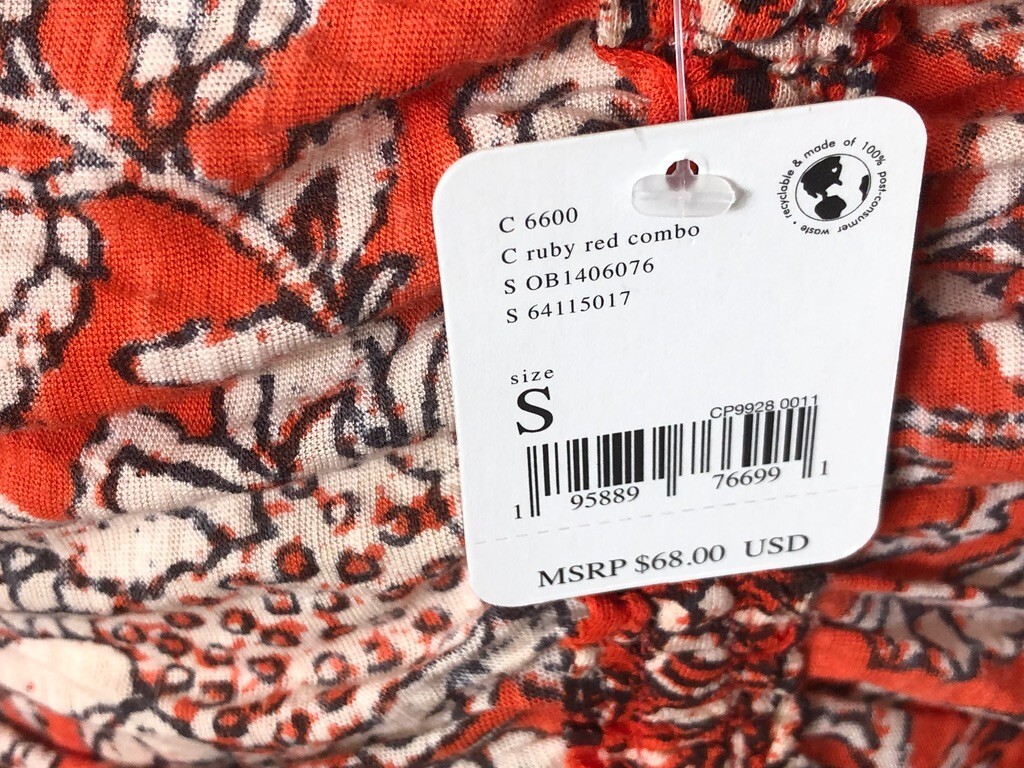 recyclable & made of 100% post-consumer waste •
C 6600
C ruby red combo
S OB1406076
S 64115017
size
S
CP9928 0011
1 95889 76699 1
MSRP $68.00 USD